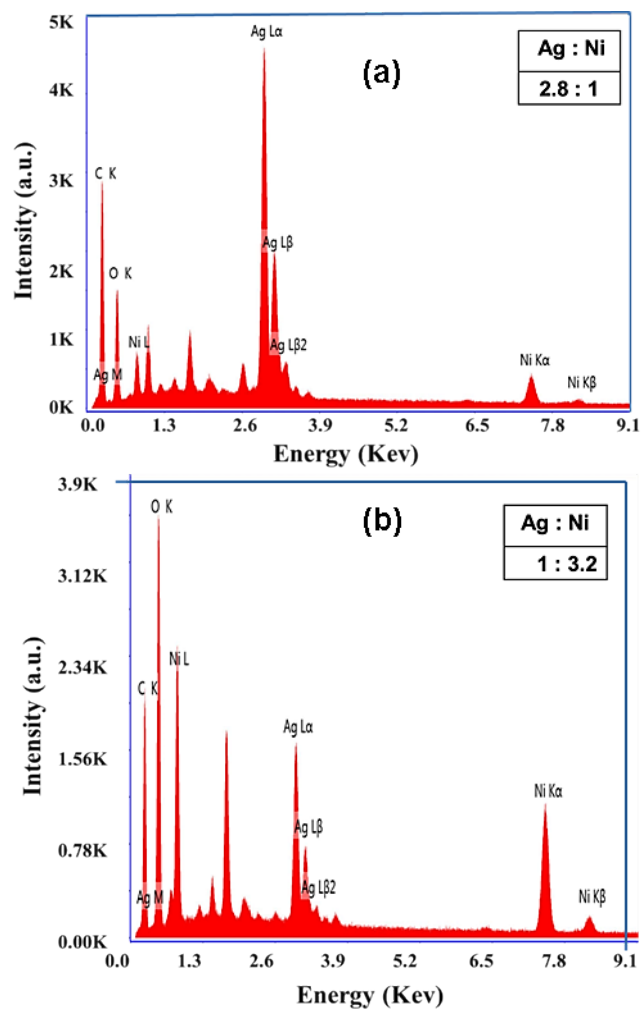 5K
Ag Lα
Ag : Ni
2.8 : 1
(a)
4K
C K
3K
Intensity (a.u.)
Ag Lβ
2K
O K
1K
Ni L
Ag Lβ2
Ag M
Ni Kα
Ni Kβ
0K
0.0 1.3 2.6 3.9 5.2 6.5 7.8 9.1
Energy (Kev)
3.9K
O K
(b)
Ag : Ni
1 : 3.2
3.12K
2.34K
Ni L
C K
Intensity (a.u.)
Ag Lα
1.56K
Ni Kα
Ag Lβ
0.78K
Ag Lβ2
Ag M
Ni Kβ
0.00K
0.0 1.3 2.6 3.9 5.2 6.5 7.8 9.1
Energy (Kev)